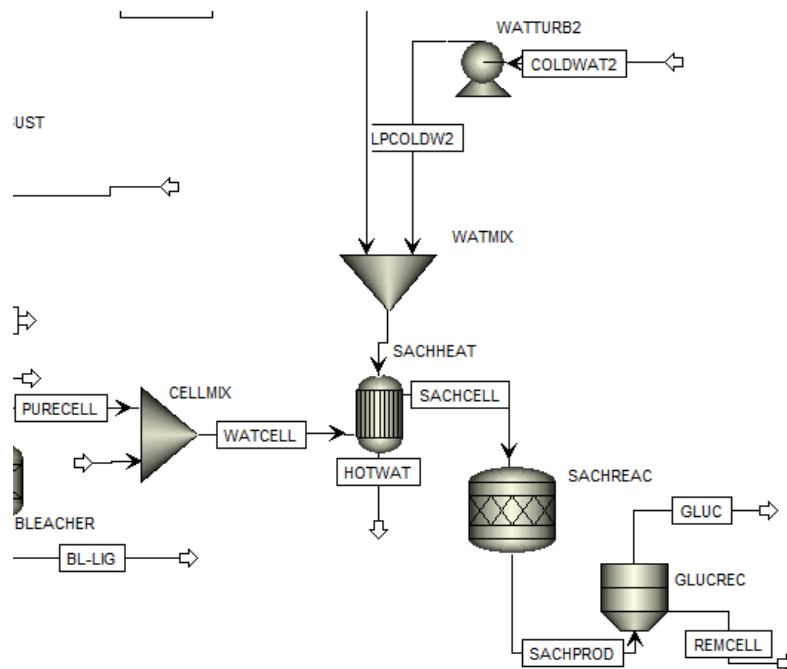 WATTURB2
COLDWAT2
UST
LPCOLDW2
WATMIX
SACHHEAT
CELLMIX
SACHCELL
PURECELL
WATCELL
HOTWAT
SACHREAC
BLEACHER
GLUC
BL-LIG
GLUCREC
SACHPROD
REMCELL